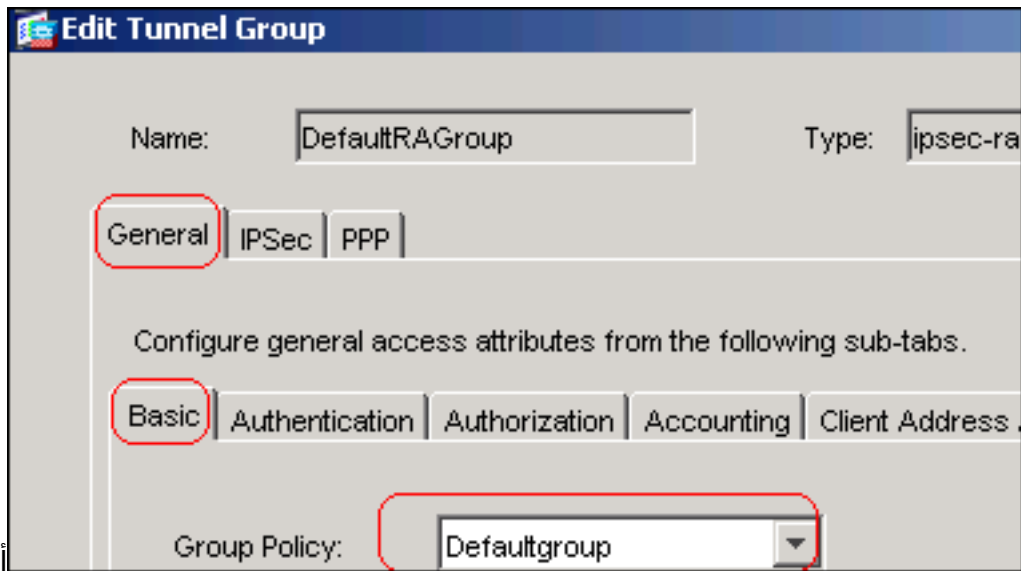 Edit Tunnel Group
Name: DefaultRAGroup Type: ipsec-ra
General IPSec PPP
Configure general access attributes from the following sub-tabs.
Basic Authentication Authorization Accounting Client Address
Group Policy: Defaultgroup